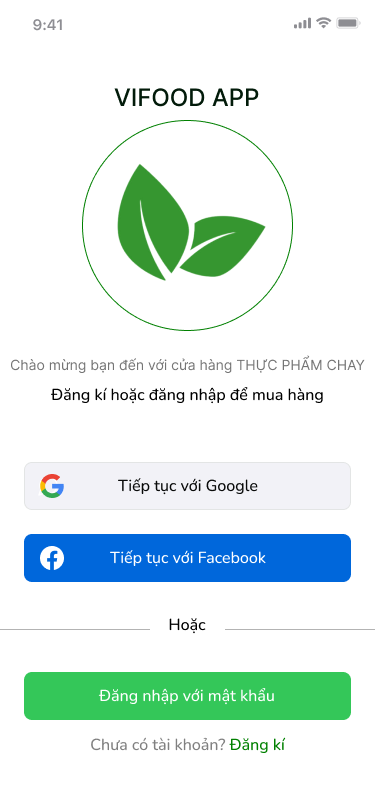 9:41
VIFOOD APP
Chào mừng bạn đến với cửa hàng THỰC PHẨM CHAY
Đăng kí hoặc đăng nhập để mua hàng
Tiếp tục với Google
Tiếp tục với Facebook
Hoặc
Đăng nhập với mật khẩu
Chưa có tài khoản? Đăng kí